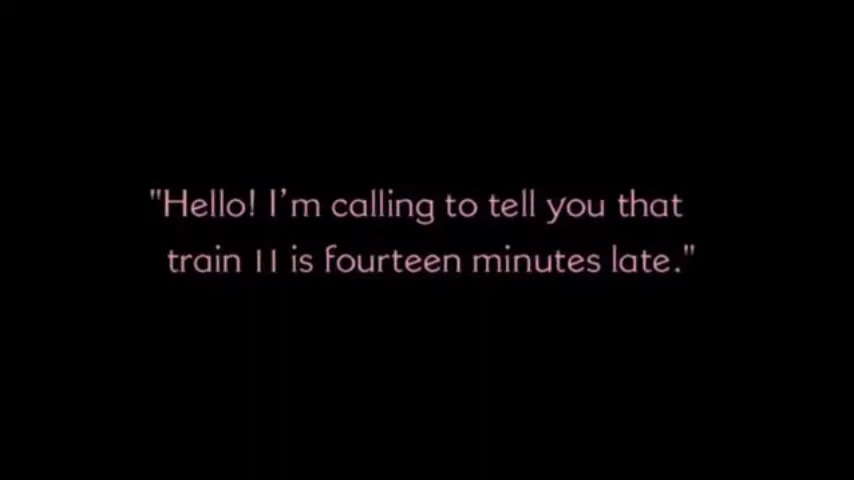 "Hello! I’m calling to tell you that
train 11 is fourteen minutes late."